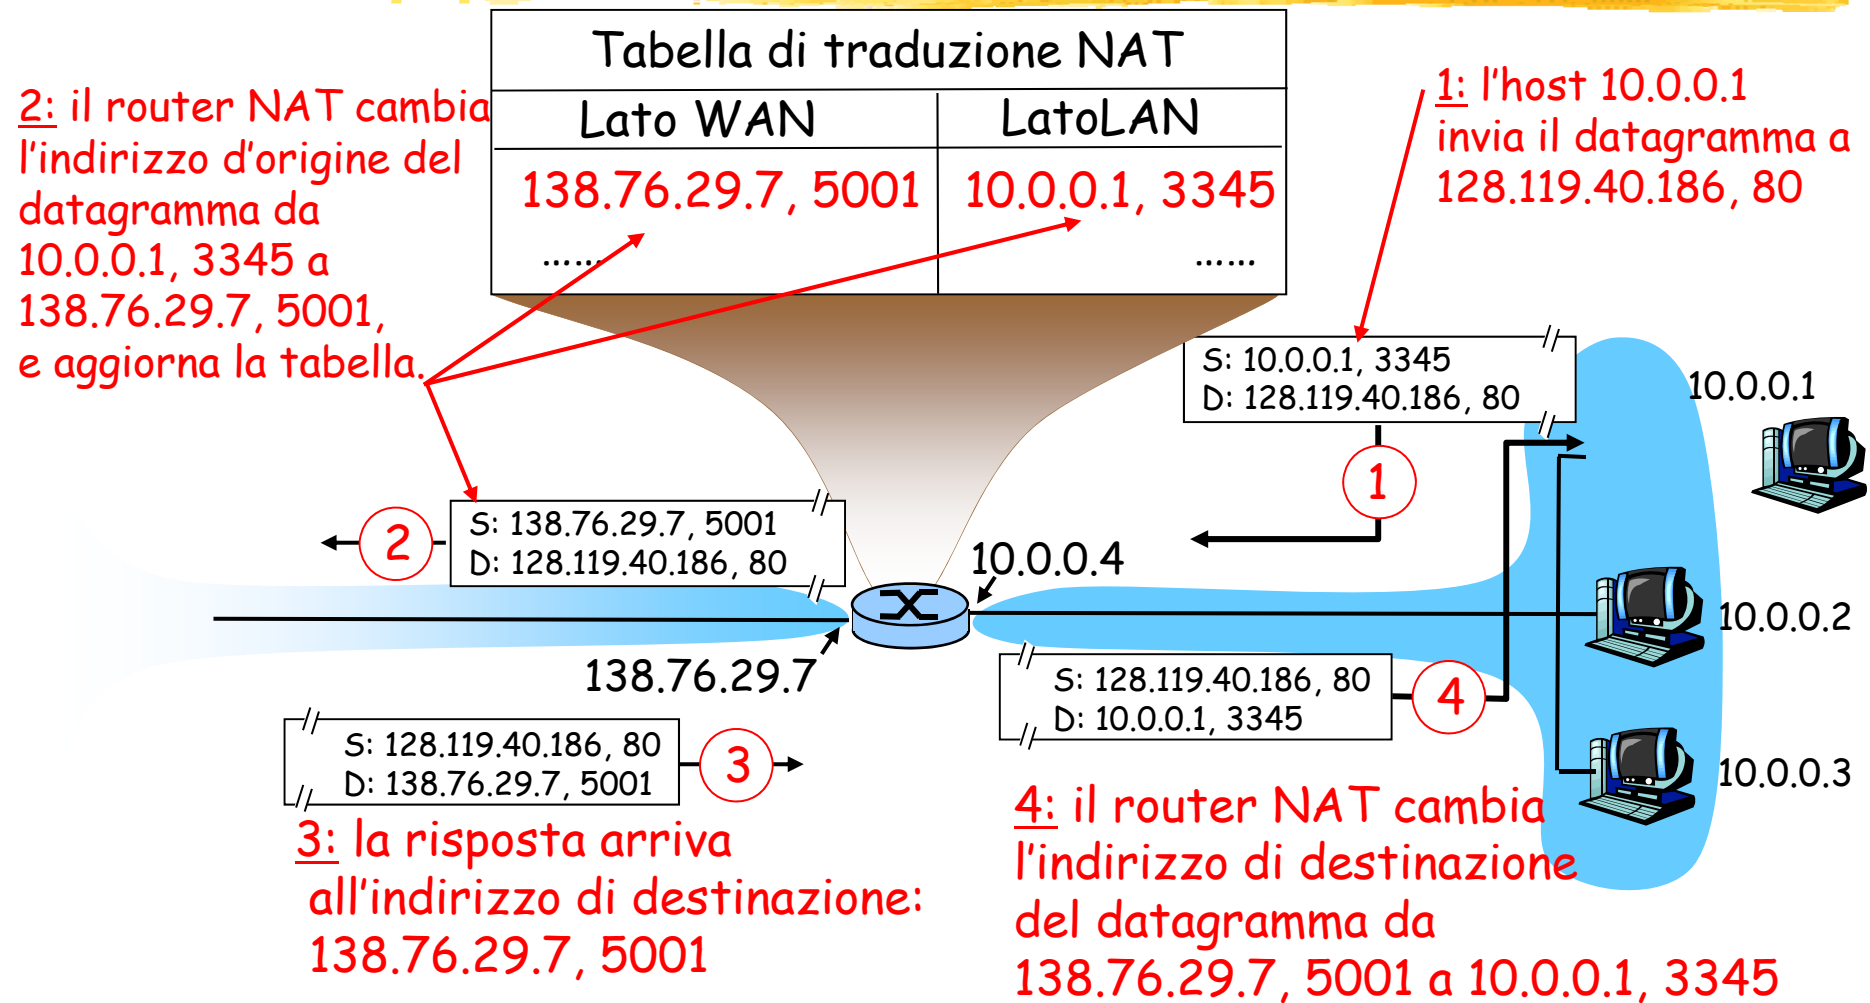 Tabella di traduzione NAT
Lato WAN
LatoLAN
138.76.29.7, 5001
10.0.0.1, 3345
......
......
2: il router NAT cambia
l'indirizzo d'origine del
datagramma da
10.0.0.1, 3345 a
138.76.29.7, 5001,
e aggiorna la tabella.
1: l'host 10.0.0.1
invia il datagramma a
128.119.40.186, 80
S: 10.0.0.1, 3345
D: 128.119.40.186, 80
10.0.0.1
1
2
S: 138.76.29.7, 5001
D: 128.119.40.186, 80
10.0.0.4
10.0.0.2
138.76.29.7
S: 128.119.40.186, 80
D: 10.0.0.1, 3345
4
S: 128.119.40.186, 80
D: 138.76.29.7, 5001
3
10.0.0.3
3: la risposta arriva
all'indirizzo di destinazione:
138.76.29.7, 5001
4: il router NAT cambia
l'indirizzo di destinazione
del datagramma da
138.76.29.7, 5001 a 10.0.0.1, 3345